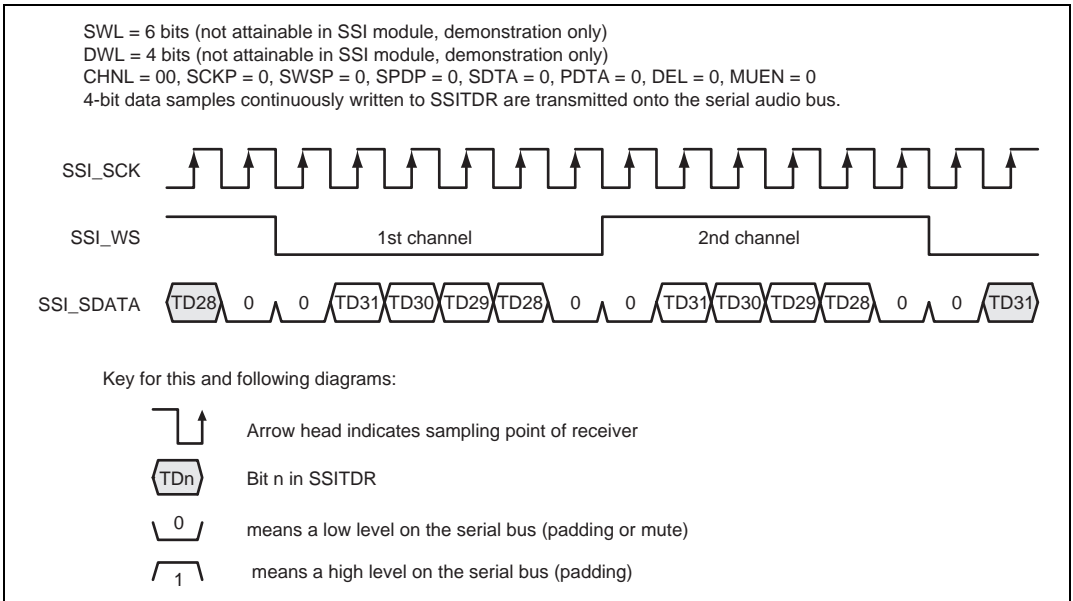 SWL = 6 bits (not attainable in SSI module, demonstration only)
DWL = 4 bits (not attainable in SSI module, demonstration only)
CHNL = 00, SCKP = 0, SWSP = 0, SPDP = 0, SDTA = 0, PDTA = 0, DEL = 0, MUEN = 0
4-bit data samples continuously written to SSITDR are transmitted onto the serial audio bus.
SSI_SCK
SSI_WS 1st channel 2nd channel
SSI_SDATA TD28 0 0 TD31 TD30 TD29 TD28 0 0 TD31 TD30 TD29 TD28 0 0 TD31
Key for this and following diagrams:
Arrow head indicates sampling point of receiver
TDn Bit n in SSITDR
0 means a low level on the serial bus (padding or mute)
1 means a high level on the serial bus (padding)